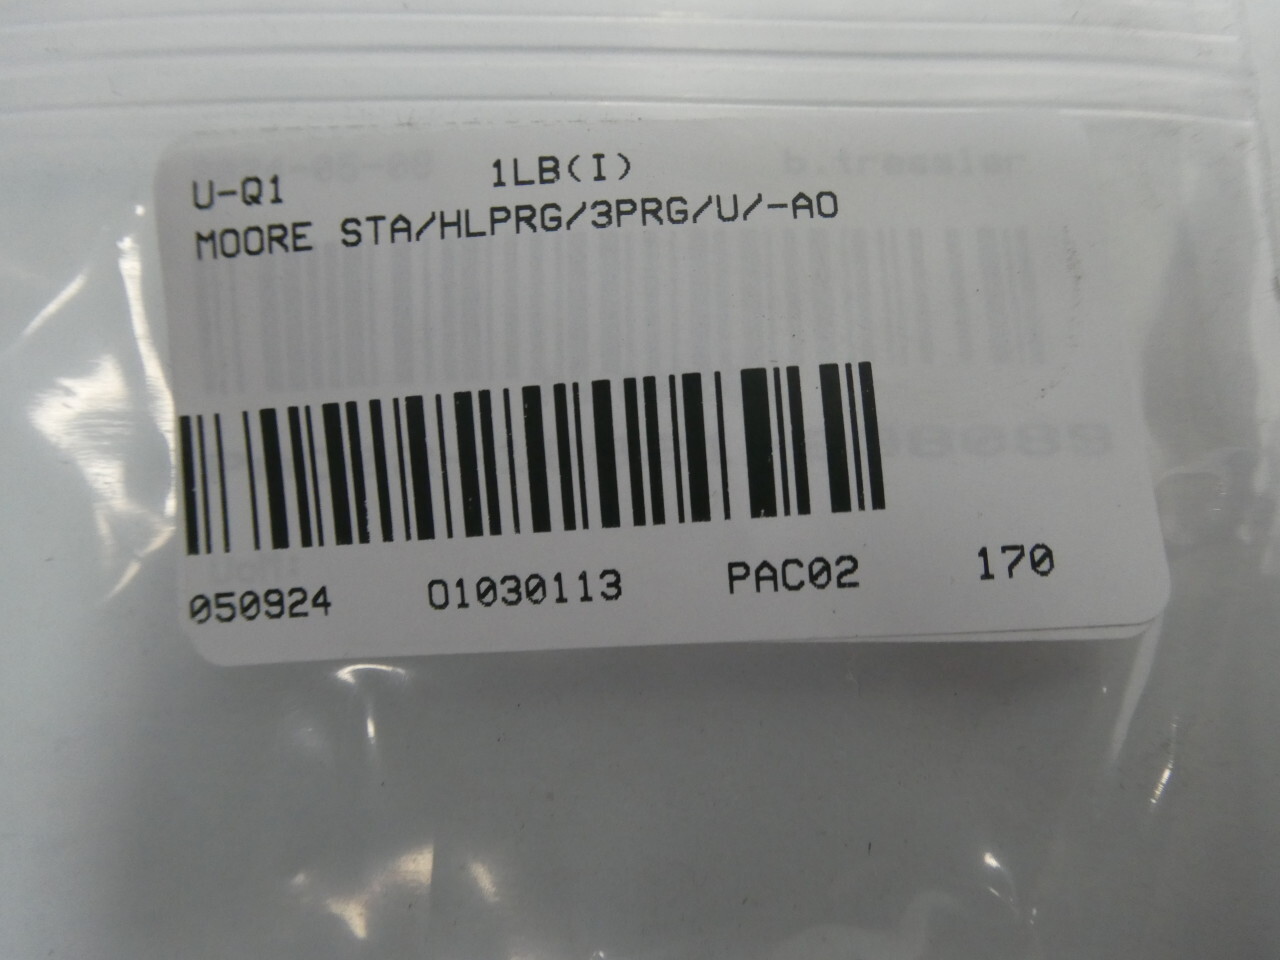 U-Q1 1LB(I)
MOORE STA/HLPRG/3PRG/U/-AO
050924 01030113 PAC02 170